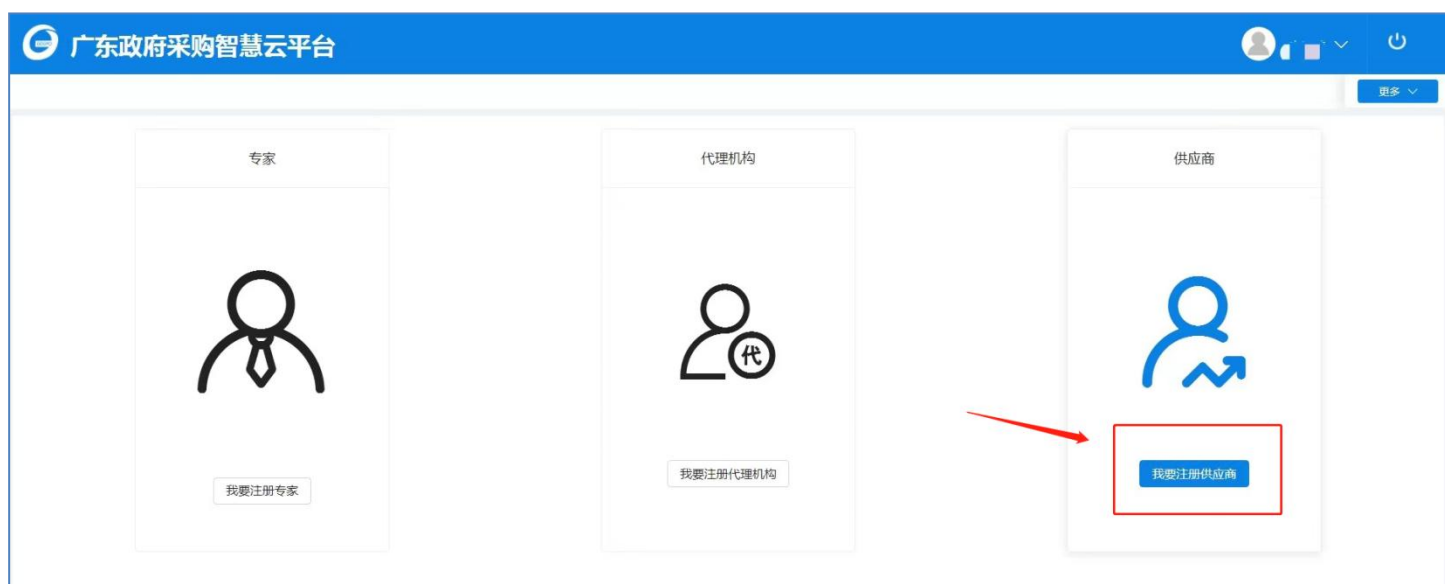 广东政府采购智慧云平台
更多
专家
代理机构
供应商
代
我要注册专家
我要注册代理机构
我要注册供应商